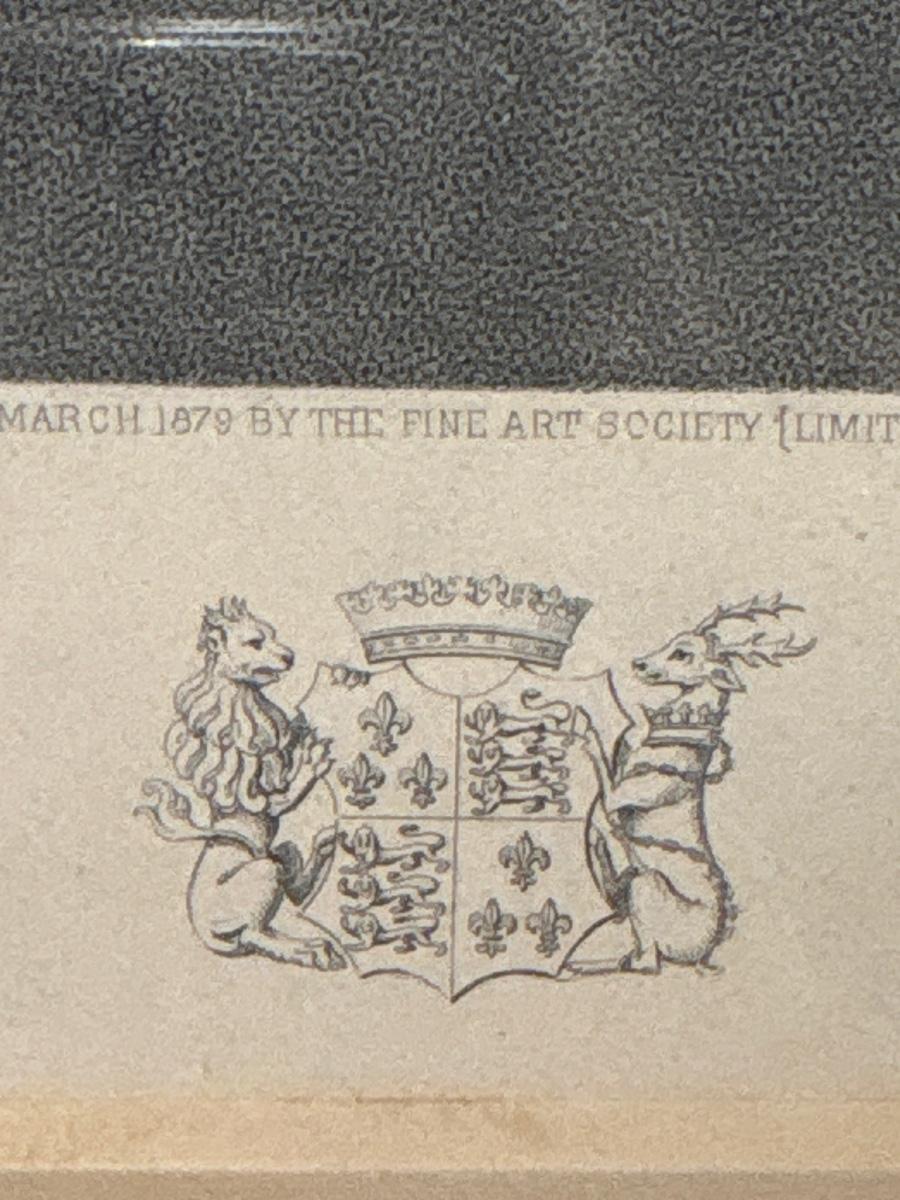 MARCH 1879 BY THE FINE ART SOCIETY {LIMIT